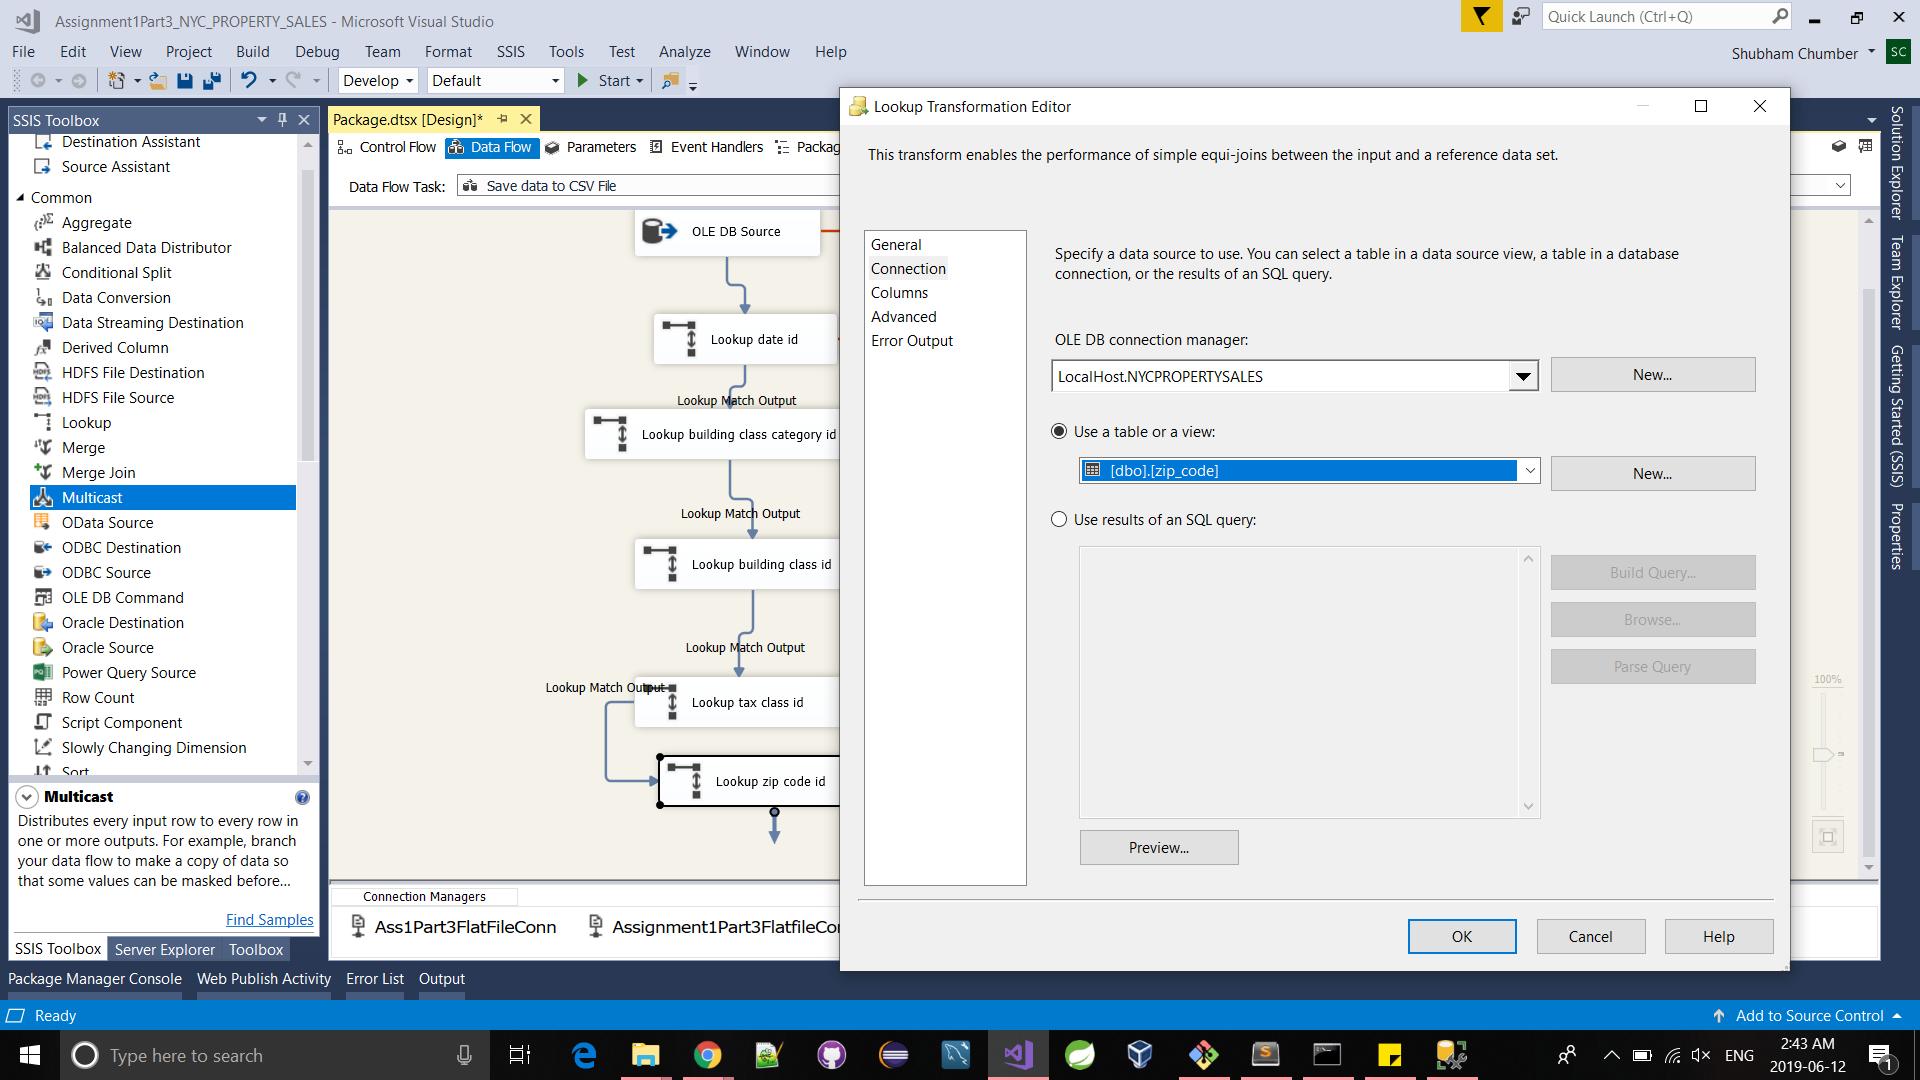 Assignment1Part3_NYC_PROPERTY_SALES - Microsoft Visual Studio
Quick Launch (Ctrl+Q)
File Edit View Project Build Debug Team Format SSIS Tools Test Analyze Window Help
Shubham Chumber SC
Develop Default Start
SSIS Toolbox
Destination Assistant
Source Assistant
Common
Aggregate
Balanced Data Distributor
Conditional Split
Data Conversion
Data Streaming Destination
Derived Column
HDFS File Destination
HDFS File Source
Lookup
Merge
Merge Join
Multicast
OData Source
ODBC Destination
ODBC Source
OLE DB Command
Oracle Destination
Oracle Source
Power Query Source
Row Count
Script Component
Slowly Changing Dimension
Sort
Multicast
Distributes every input row to every row in
one or more outputs. For example, branch
your data flow to make a copy of data so
that some values can be masked before...
Find Samples
SSIS Toolbox Server Explorer Toolbox
Package.dtsx [Design]*
Control Flow Data Flow Parameters Event Handlers Packag
Data Flow Task: Save data to CSV File
OLE DB Source
Lookup date id
Lookup Match Output
Lookup building class category id
Lookup Match Output
Lookup building class id
Lookup Match Output
Lookup Match Output
Lookup tax class id
Lookup zip code id
Connection Managers
Ass1Part3FlatFileConn Assignment1Part3FlatfileCon
Lookup Transformation Editor
This transform enables the performance of simple equi-joins between the input and a reference data set.
General
Connection
Columns
Advanced
Error Output
Specify a data source to use. You can select a table in a data source view, a table in a database
connection, or the results of an SQL query.
OLE DB connection manager:
LocalHost.NYCPROPERTYSALES
New...
Use a table or a view:
[dbo].[zip_code]
New...
Use results of an SQL query:
Build Query...
Browse...
Parse Query
Preview...
OK Cancel Help
100%
Solution Explorer
Team Explorer
Getting Started (SSIS)
Properties
Package Manager Console Web Publish Activity Error List Output
Ready
Add to Source Control
Type here to search
ENG
2:43 AM
2019-06-12
1